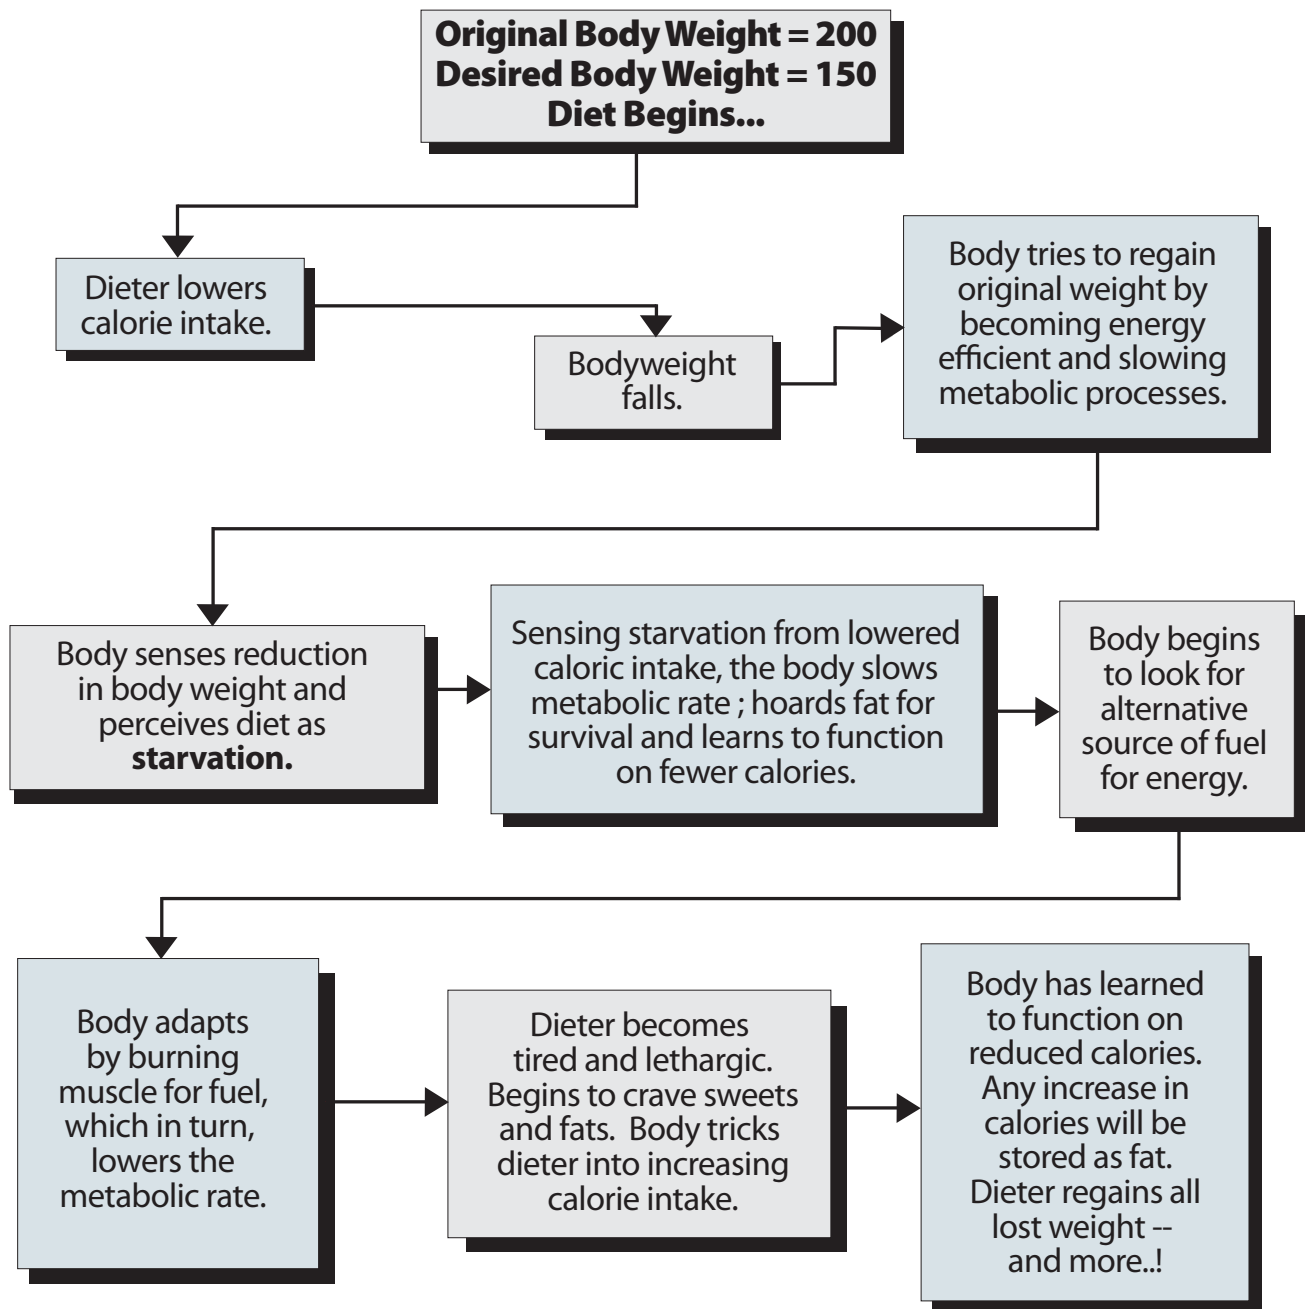 Original Body Weight = 200
Desired Body Weight = 150
Diet Begins...
Dieter lowers
calorie intake.
Bodyweight
falls.
Body tries to regain
original weight by
becoming energy
efficient and slowing
metabolic processes.
Body senses reduction
in body weight and
perceives diet as
starvation.
Sensing starvation from lowered
caloric intake, the body slows
metabolic rate ; hoards fat for
survival and learns to function
on fewer calories.
Body begins
to look for
alternative
source of fuel
for energy.
Body adapts
by burning
muscle for fuel,
which in turn,
lowers the
metabolic rate.
Dieter becomes
tired and lethargic.
Begins to crave sweets
and fats.  Body tricks
dieter into increasing
calorie intake.
Body has learned
to function on
reduced calories.
Any increase in
calories will be
stored as fat.
Dieter regains all
lost weight --
and more..!